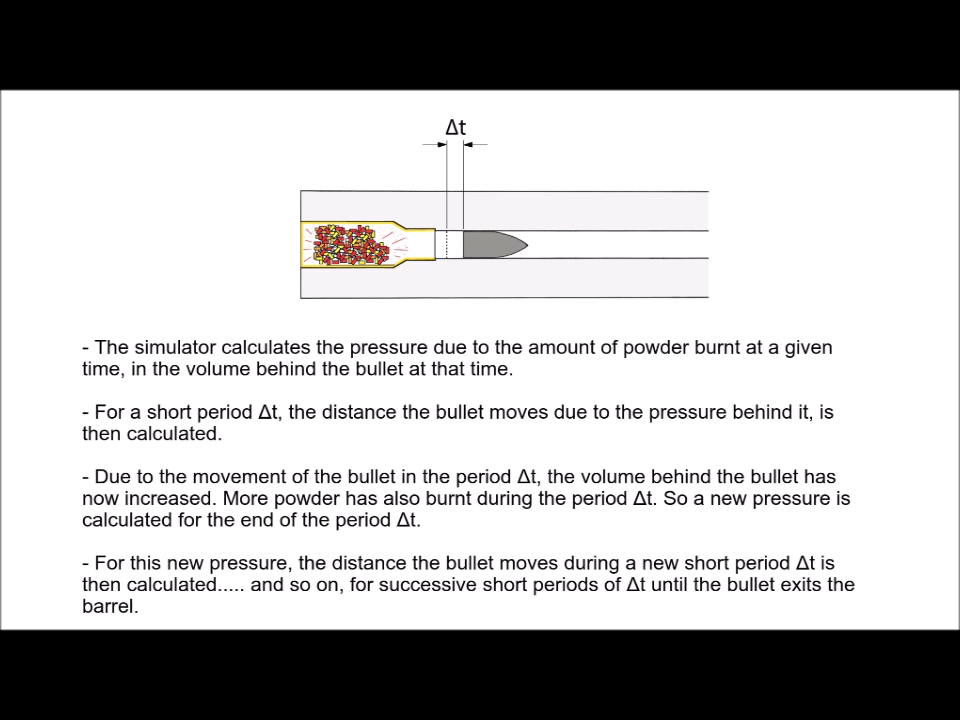 Δt
- The simulator calculates the pressure due to the amount of powder burnt at a given
time, in the volume behind the bullet at that time.
- For a short period Δt, the distance the bullet moves due to the pressure behind it, is
then calculated.
- Due to the movement of the bullet in the period Δt, the volume behind the bullet has
now increased. More powder has also burnt during the period Δt. So a new pressure is
calculated for the end of the period Δt.
- For this new pressure, the distance the bullet moves during a new short period Δt is
then calculated..... and so on, for successive short periods of Δt until the bullet exits the
barrel.